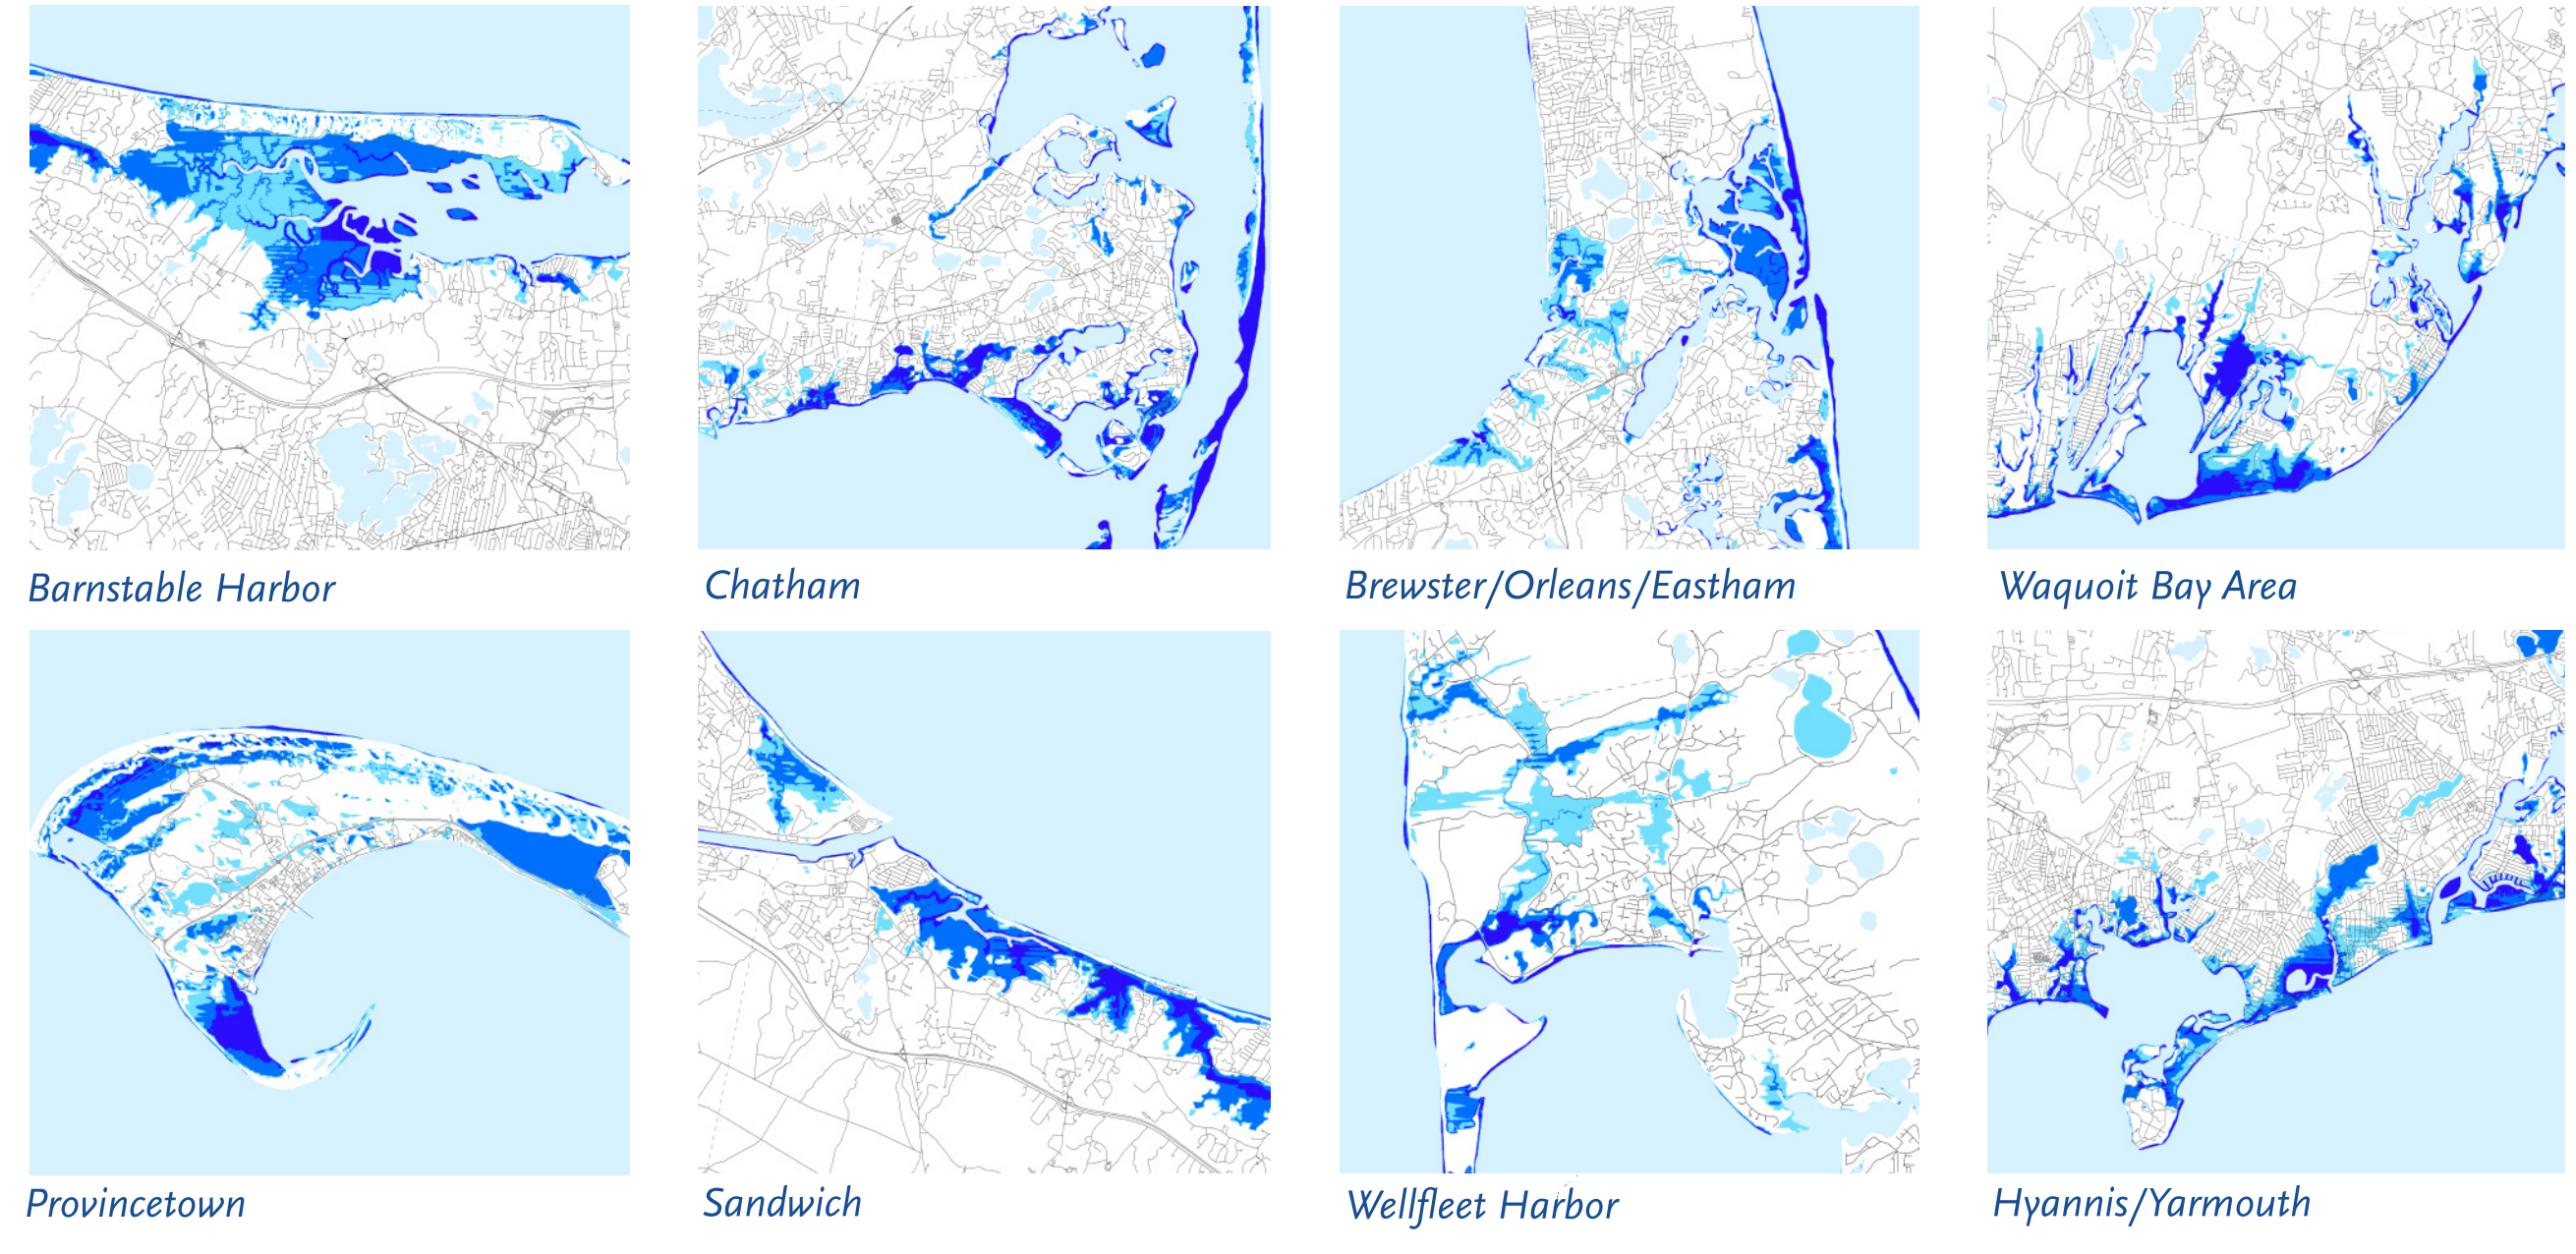 Barnstable Harbor
Chatham
Brewster/Orleans/Eastham
Waquoit Bay Area
Provincetown
Sandwich
Wellfleet Harbor
Hyannis/Yarmouth